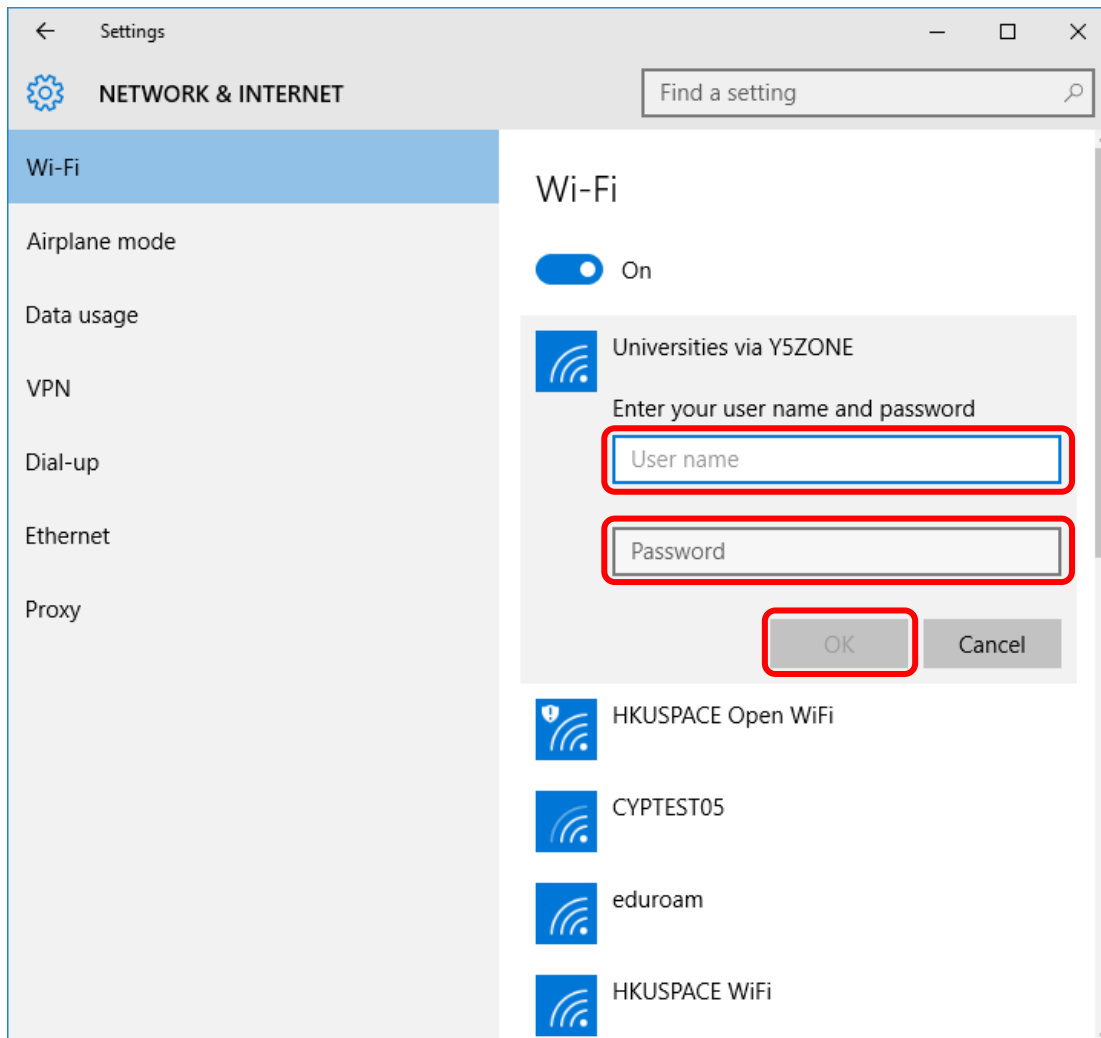 Settings
NETWORK & INTERNET
Find a setting
Wi-Fi
Airplane mode
Data usage
VPN
Dial-up
Ethernet
Proxy
Wi-Fi
On
Universities via Y5ZONE
Enter your user name and password
User name
Password
OK
Cancel
HKUSPACE Open WiFi
CYPTEST05
eduroam
HKUSPACE WiFi